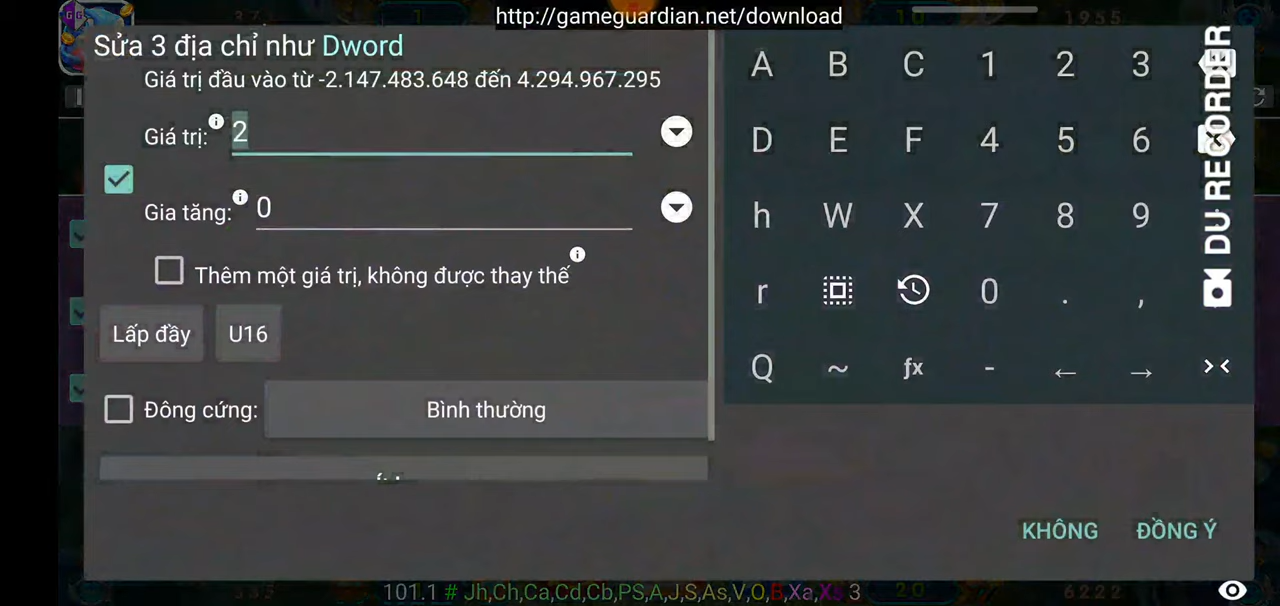 http://gameguardian.net/download
Sửa 3 địa chỉ như Dword
Giá trị đầu vào từ -2.147.483.648 đến 4.294.967.295
Giá trị: 2
Gia tăng: 0
Thêm một giá trị, không được thay thế
Lấp đầy U16
Đông cứng: Bình thường
A B C 1 2 3
D E F 4 5 6
h W X 7 8 9
r 0 . ,
Q ~ ƒx - ← →
DU RECORDER
KHÔNG ĐỒNG Ý
101.1 # Jh,Ch,Ca,Cd,Cb,PS,A,J,S,As,V,O,B,Xa,Xs 3